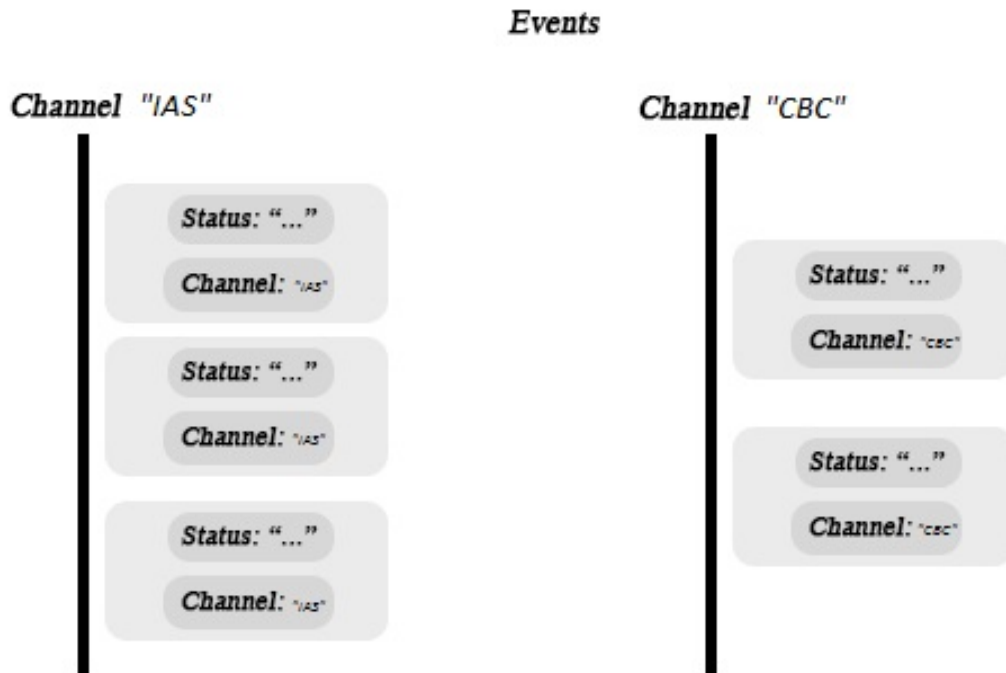 Events
Channel "IAS"
Status: “...”
Channel: "IAS"
Status: “...”
Channel: "IAS"
Status: “...”
Channel: "IAS"
Channel "CBC"
Status: “...”
Channel: "CBC"
Status: “...”
Channel: "CBC"